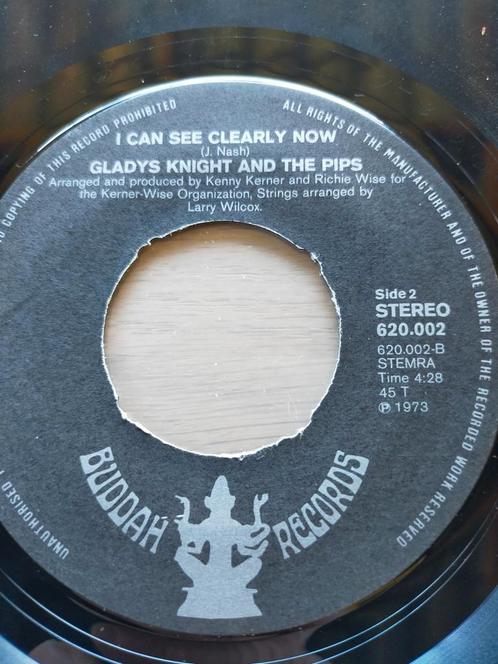 I CAN SEE CLEARLY NOW
(J. Nash)
GLADYS KNIGHT AND THE PIPS
Arranged and produced by Kenny Kerner and Richie Wise for
the Kerner-Wise Organization, Strings arranged by
Larry Wilcox.
Side 2
STEREO
620.002
620.002-B
STEMRA
Time 4:28
45 T
℗ 1973
BUDDAH RECORDS
ALL RIGHTS OF THE MANUFACTURER AND OF THE OWNER OF THE RECORDED WORK RESERVED
UNAUTHORISED
COPYING OF THIS RECORD PROHIBITED